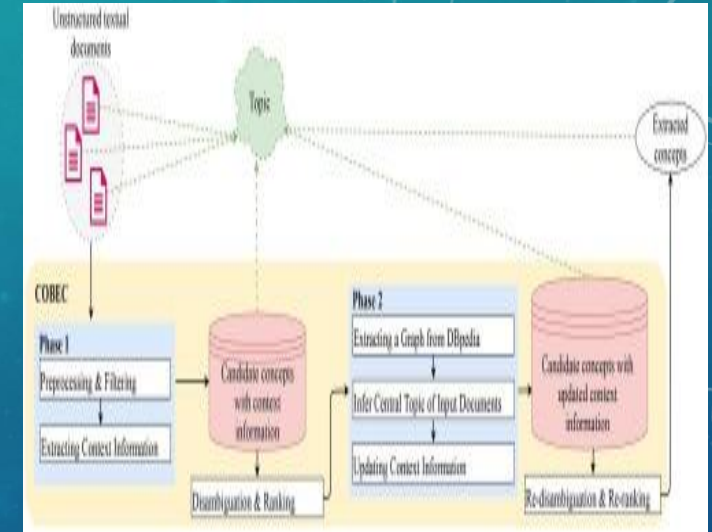 Unstructured textual
documents
Topic
Extracted
concepts
COBEC
Phase 1
Preprocessing & Filtering
Extracting Context Information
Candidate concepts
with context
information
Disambiguation & Ranking
Phase 2
Extracting a Graph from DBpedia
Infer Central Topic of Input Documents
Updating Context Information
Candidate concepts with
updated context
information
Re-disambiguation & Re-ranking